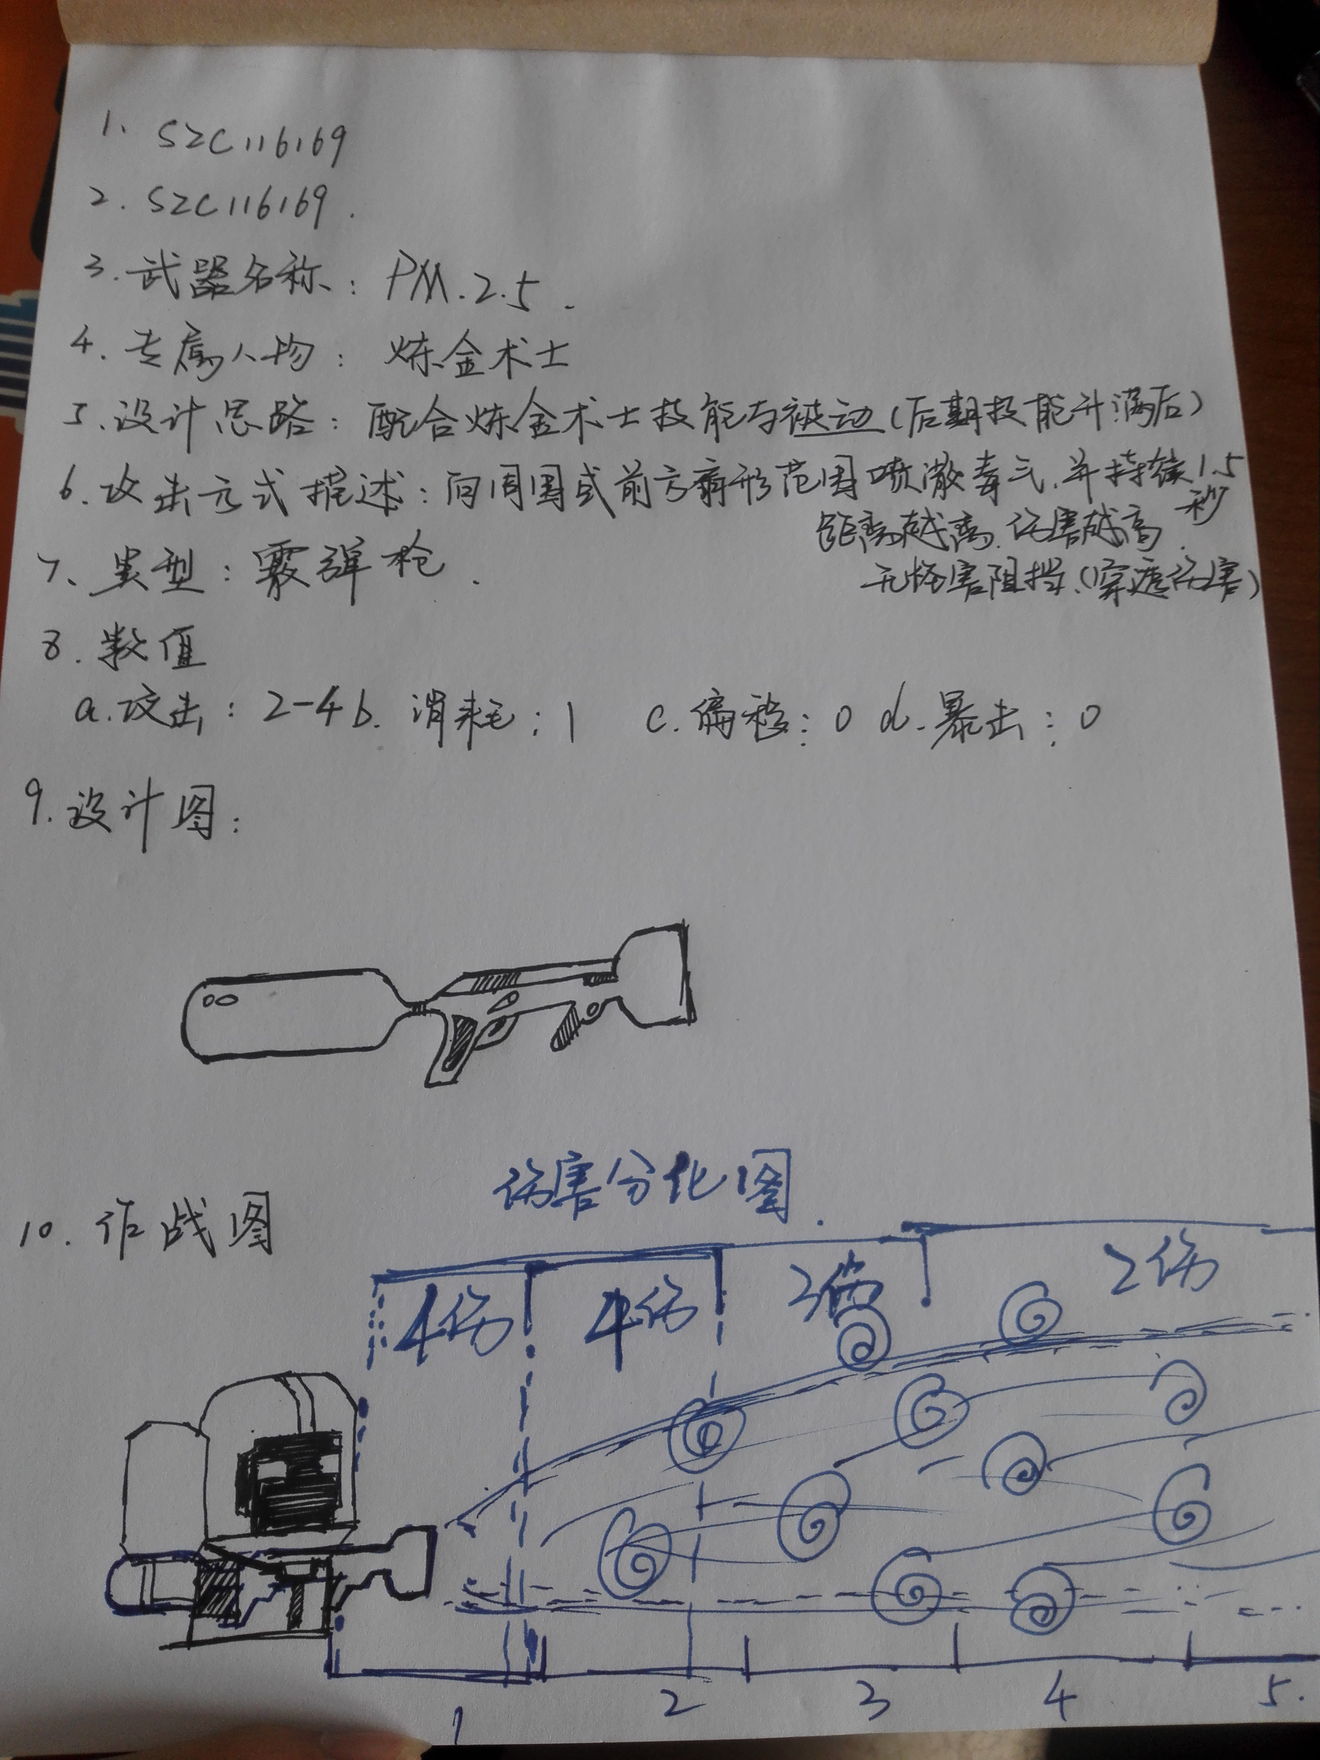 1. SZC116169
2. SZC116169.
3. 武器名称: PM.2.5.
4. 专属人物: 炼金术士
5. 设计思路: 配合炼金术士技能与被动(后期技能升满后)
6. 攻击方式描述: 向周围或前方扇形范围喷散毒气,并持续1.5秒
距离越离,伤害越高.
无伤害阻挡.(穿透伤害)
7. 类型: 霰弹枪.
8. 数值
a.攻击: 2-4 b. 消耗: 1 c.偏移: 0 d.暴击: 0
9. 设计图:
伤害分化图.
10. 作战图
4伤 4伤 3伤 2伤
1 2 3 4 5.